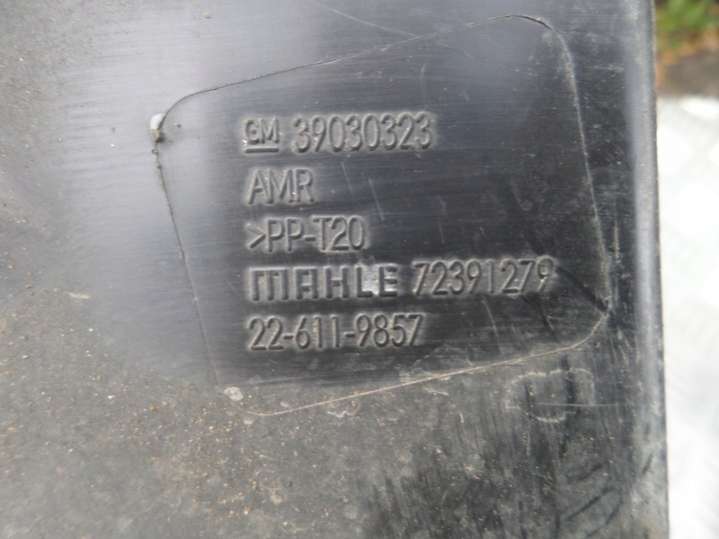 GM 39030323
AMR
>PP-T20
MAHLE 72391279
22-611-9857